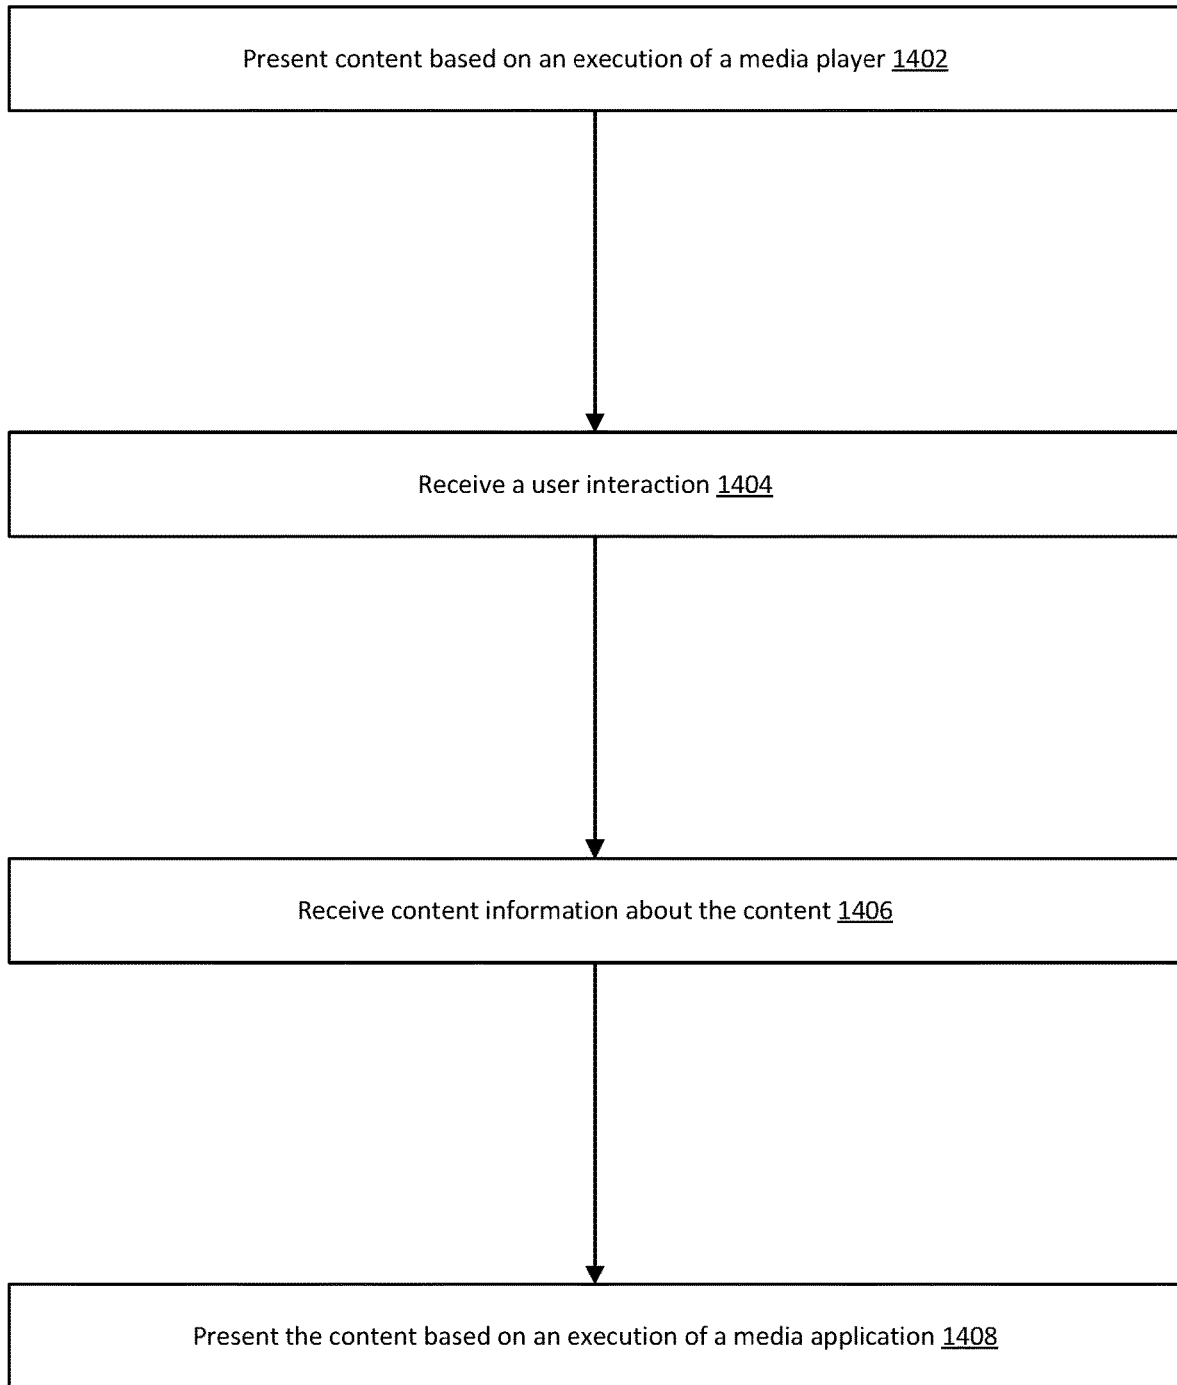 Present content based on an execution of a media player 1402
Receive a user interaction 1404
Receive content information about the content 1406
Present the content based on an execution of a media application 1408